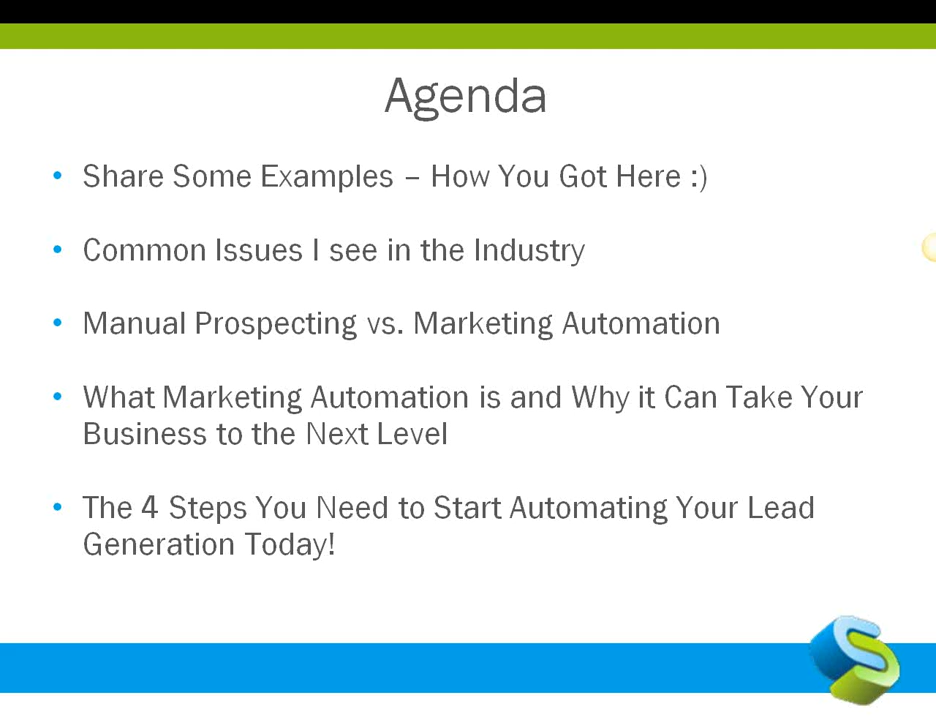 Agenda
• Share Some Examples – How You Got Here :)
• Common Issues I see in the Industry
• Manual Prospecting vs. Marketing Automation
• What Marketing Automation is and Why it Can Take Your
Business to the Next Level
• The 4 Steps You Need to Start Automating Your Lead
Generation Today!